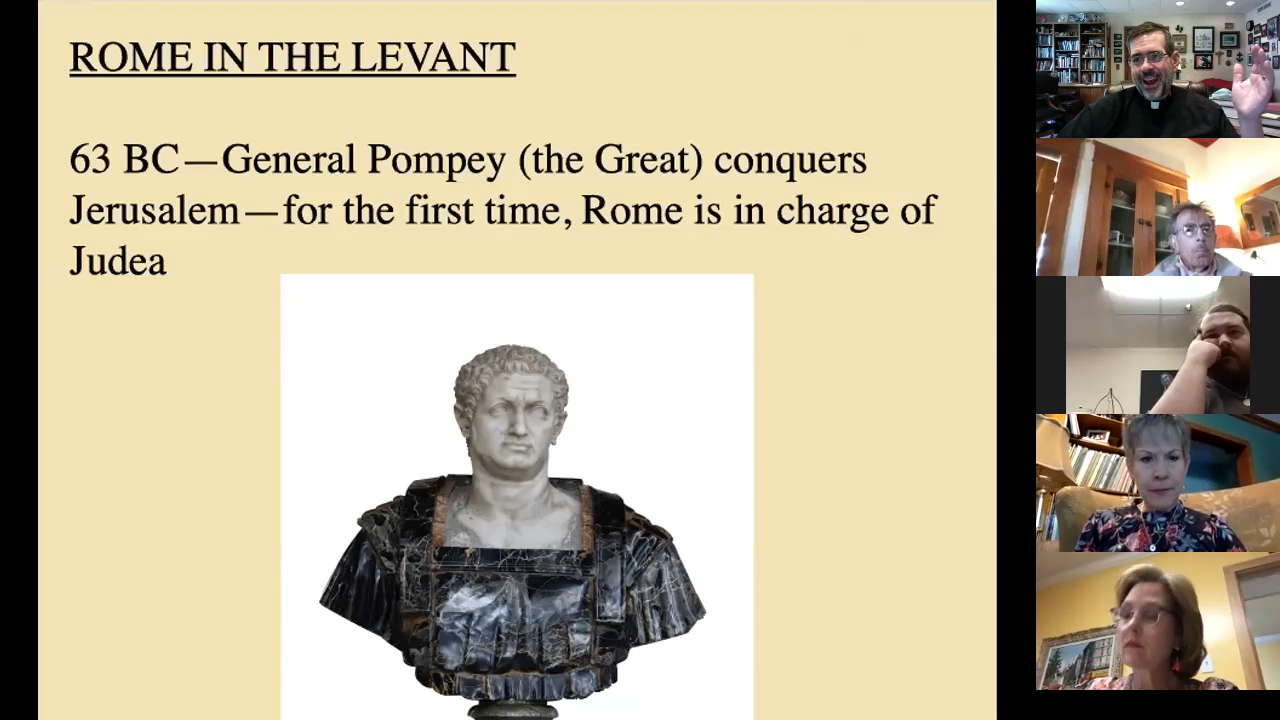 ROME IN THE LEVANT
63 BC—General Pompey (the Great) conquers
Jerusalem—for the first time, Rome is in charge of
Judea